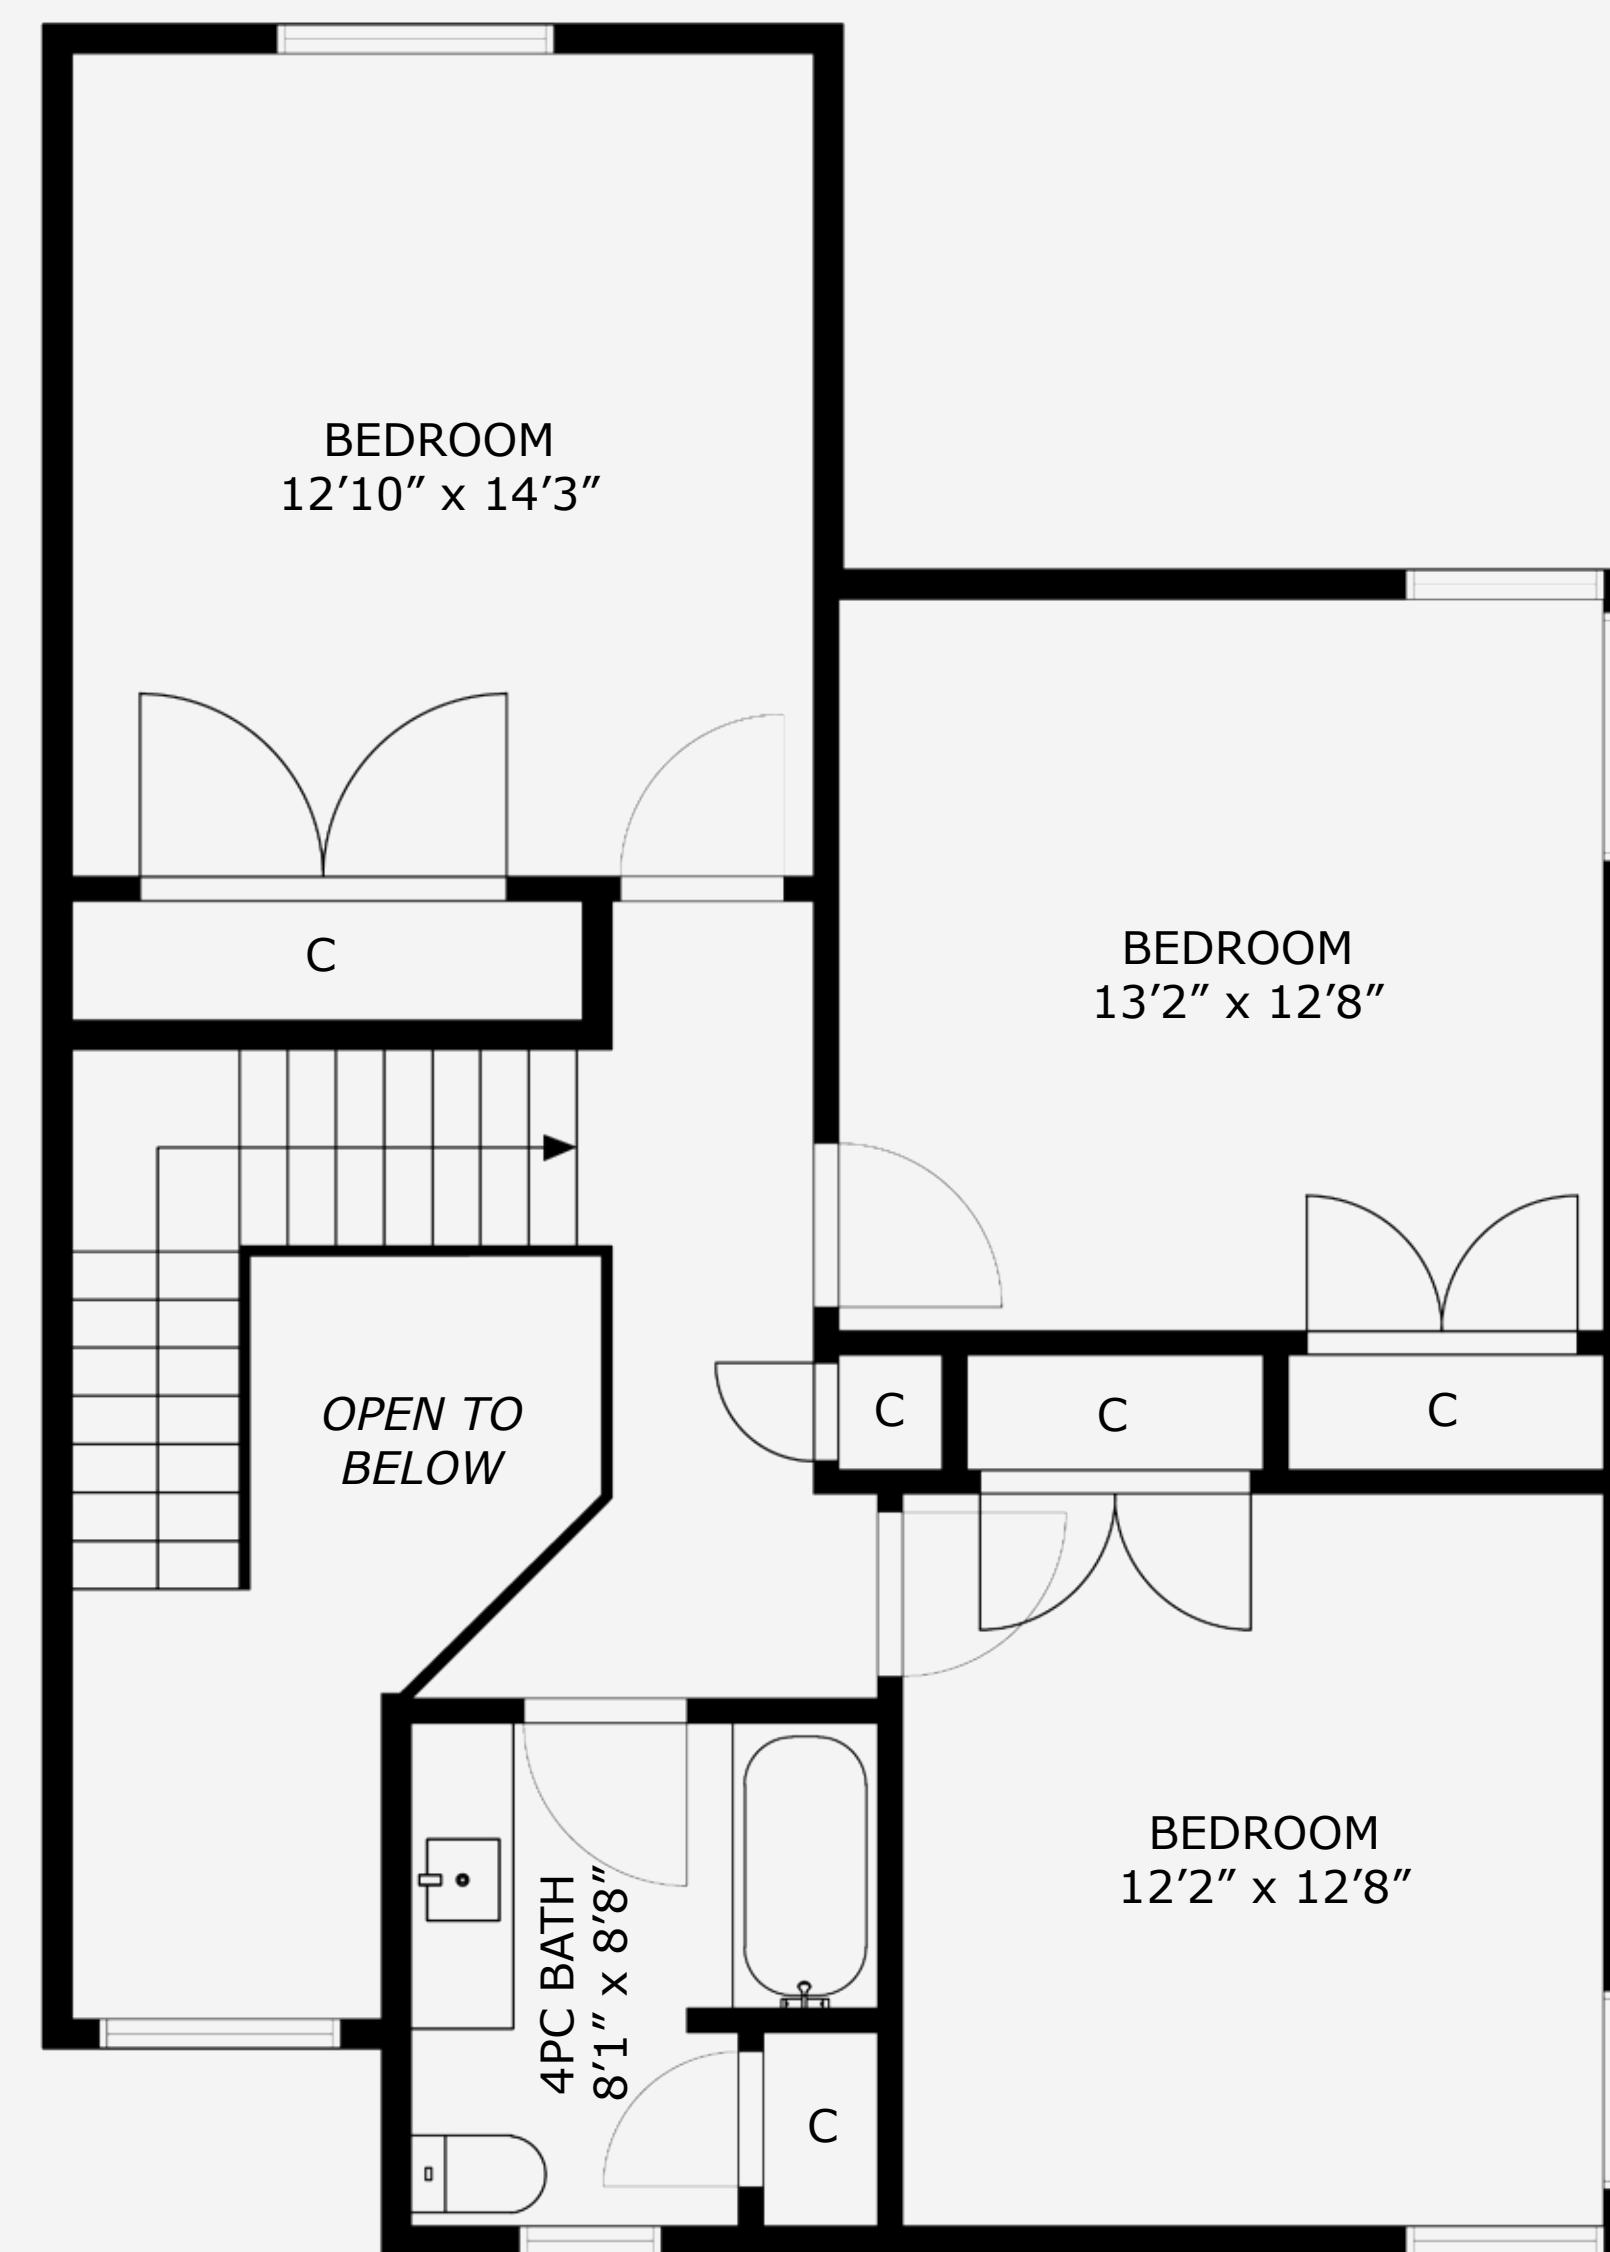 BEDROOM
12′10″ x 14′3″
BEDROOM
13′2″ x 12′8″
C
OPEN TO
BELOW
C
C
C
BEDROOM
12′2″ x 12′8″
4PC BATH
8′1″ x 8′8″
C